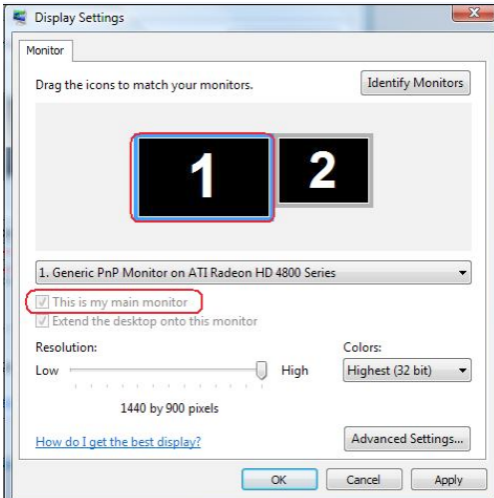 Display Settings
Monitor
Drag the icons to match your monitors.
Identify Monitors
1
2
1. Generic PnP Monitor on ATI Radeon HD 4800 Series
This is my main monitor
Extend the desktop onto this monitor
Resolution:
Colors:
Low
High
Highest (32 bit)
1440 by 900 pixels
How do I get the best display?
Advanced Settings...
OK
Cancel
Apply